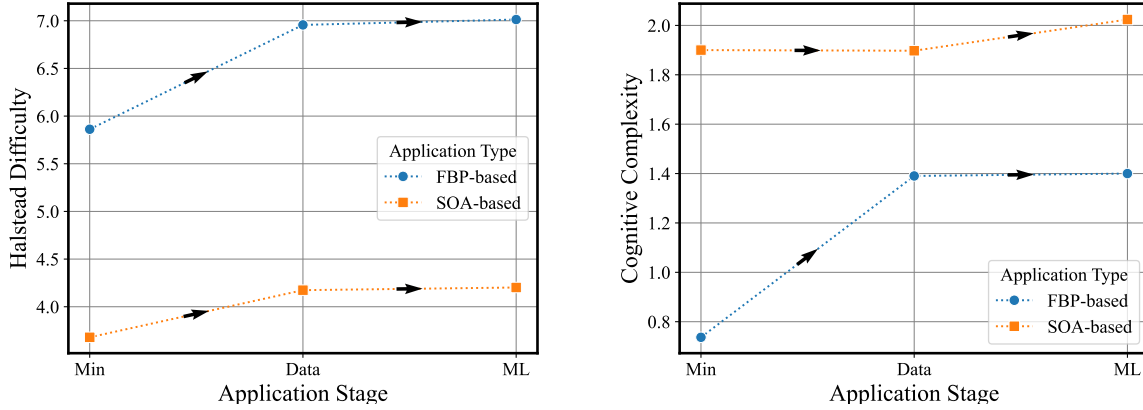 Halstead Difficulty
7.0
6.5
6.0
5.5
5.0
4.5
4.0
Application Type
FBP-based
SOA-based
Min
Data
ML
Application Stage
Cognitive Complexity
2.0
1.8
1.6
1.4
1.2
1.0
0.8
Application Type
FBP-based
SOA-based
Min
Data
ML
Application Stage